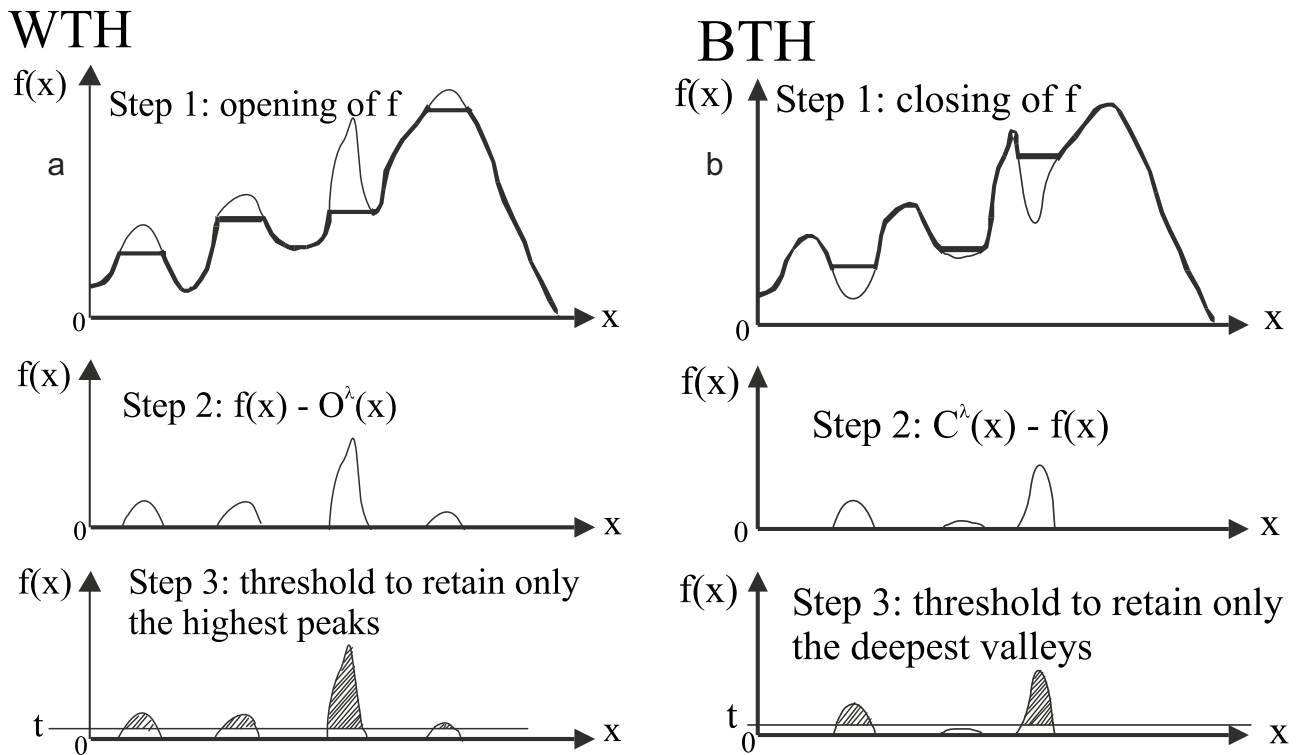 WTH
f(x)
Step 1: opening of f
a
0
x
f(x)
Step 2: f(x) - O^λ(x)
0
x
f(x)
Step 3: threshold to retain only
the highest peaks
t
0
x
BTH
f(x)
Step 1: closing of f
b
0
x
f(x)
Step 2: C^λ(x) - f(x)
0
x
f(x)
Step 3: threshold to retain only
the deepest valleys
t
0
x